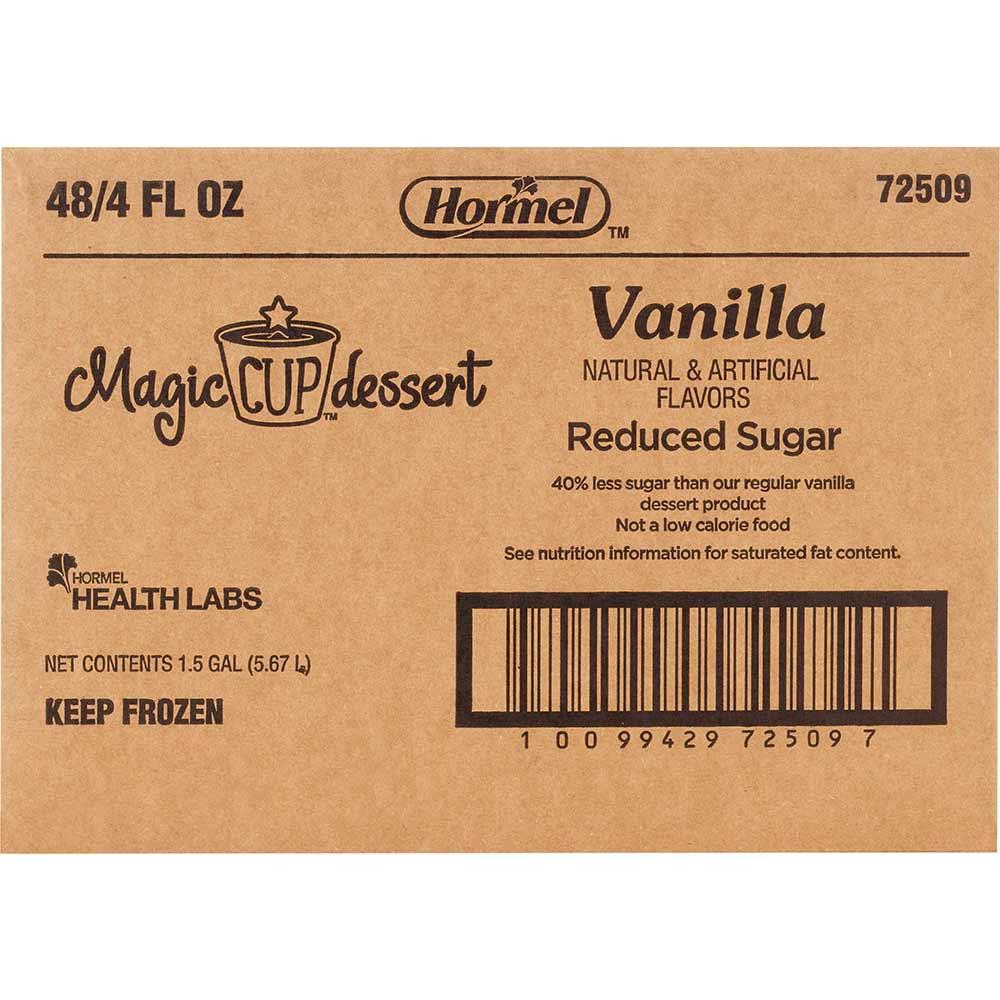 48/4 FL OZ
Hormel
TM
72509
Magic CUP dessert
TM
Vanilla
NATURAL & ARTIFICIAL
FLAVORS
Reduced Sugar
40% less sugar than our regular vanilla
dessert product
Not a low calorie food
See nutrition information for saturated fat content.
HORMEL
HEALTH LABS
NET CONTENTS 1.5 GAL (5.67 L)
KEEP FROZEN
1 00 99429 72509 7